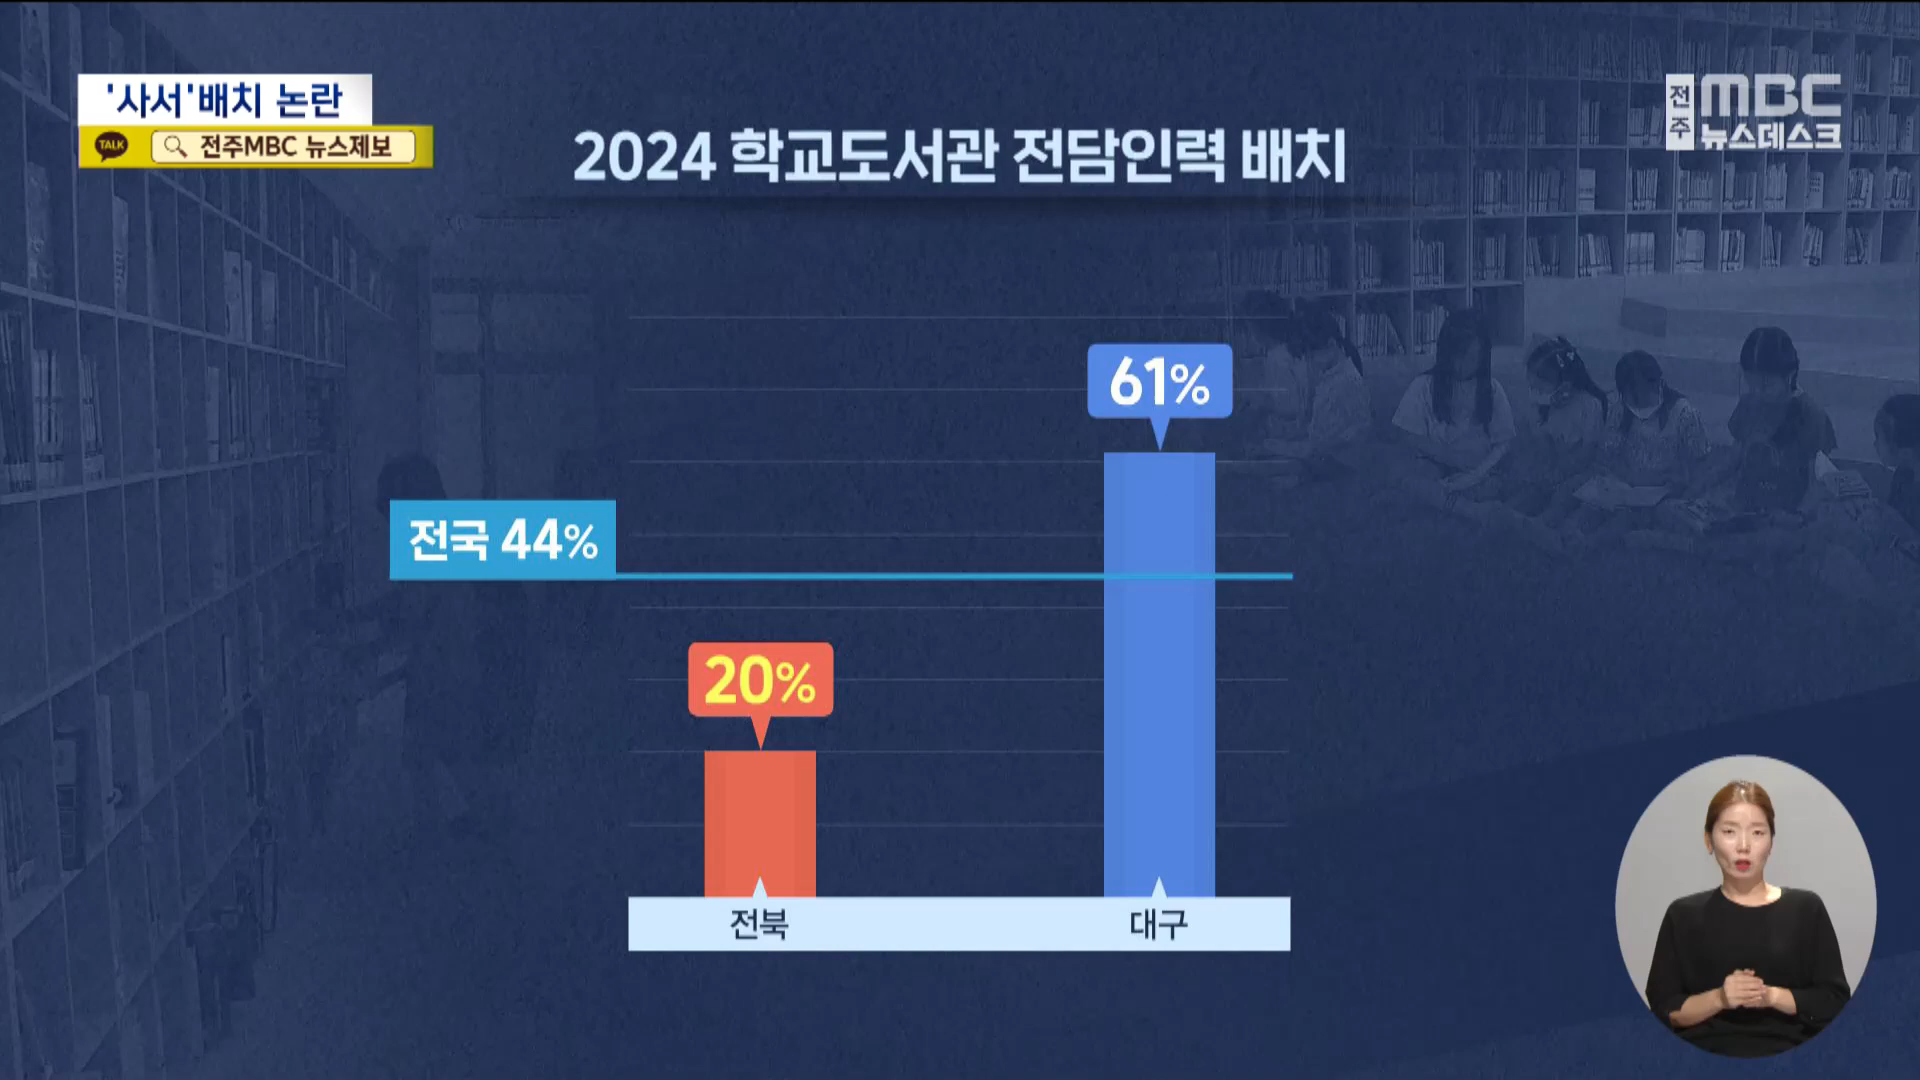 '사서' 배치 논란
TALK 전주MBC 뉴스제보
전주 MBC
뉴스데스크
2024 학교도서관 전담인력 배치
61%
전국 44%
20%
전북 대구